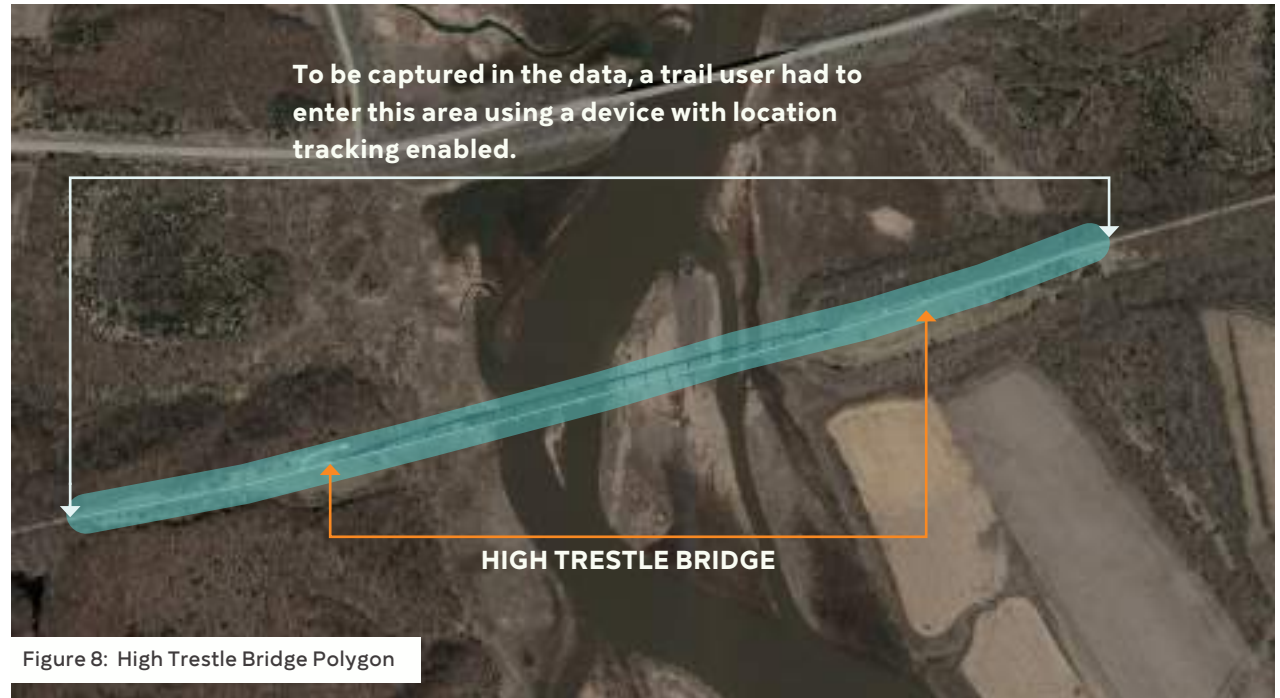 To be captured in the data, a trail user had to
enter this area using a device with location
tracking enabled.
HIGH TRESTLE BRIDGE
Figure 8: High Trestle Bridge Polygon